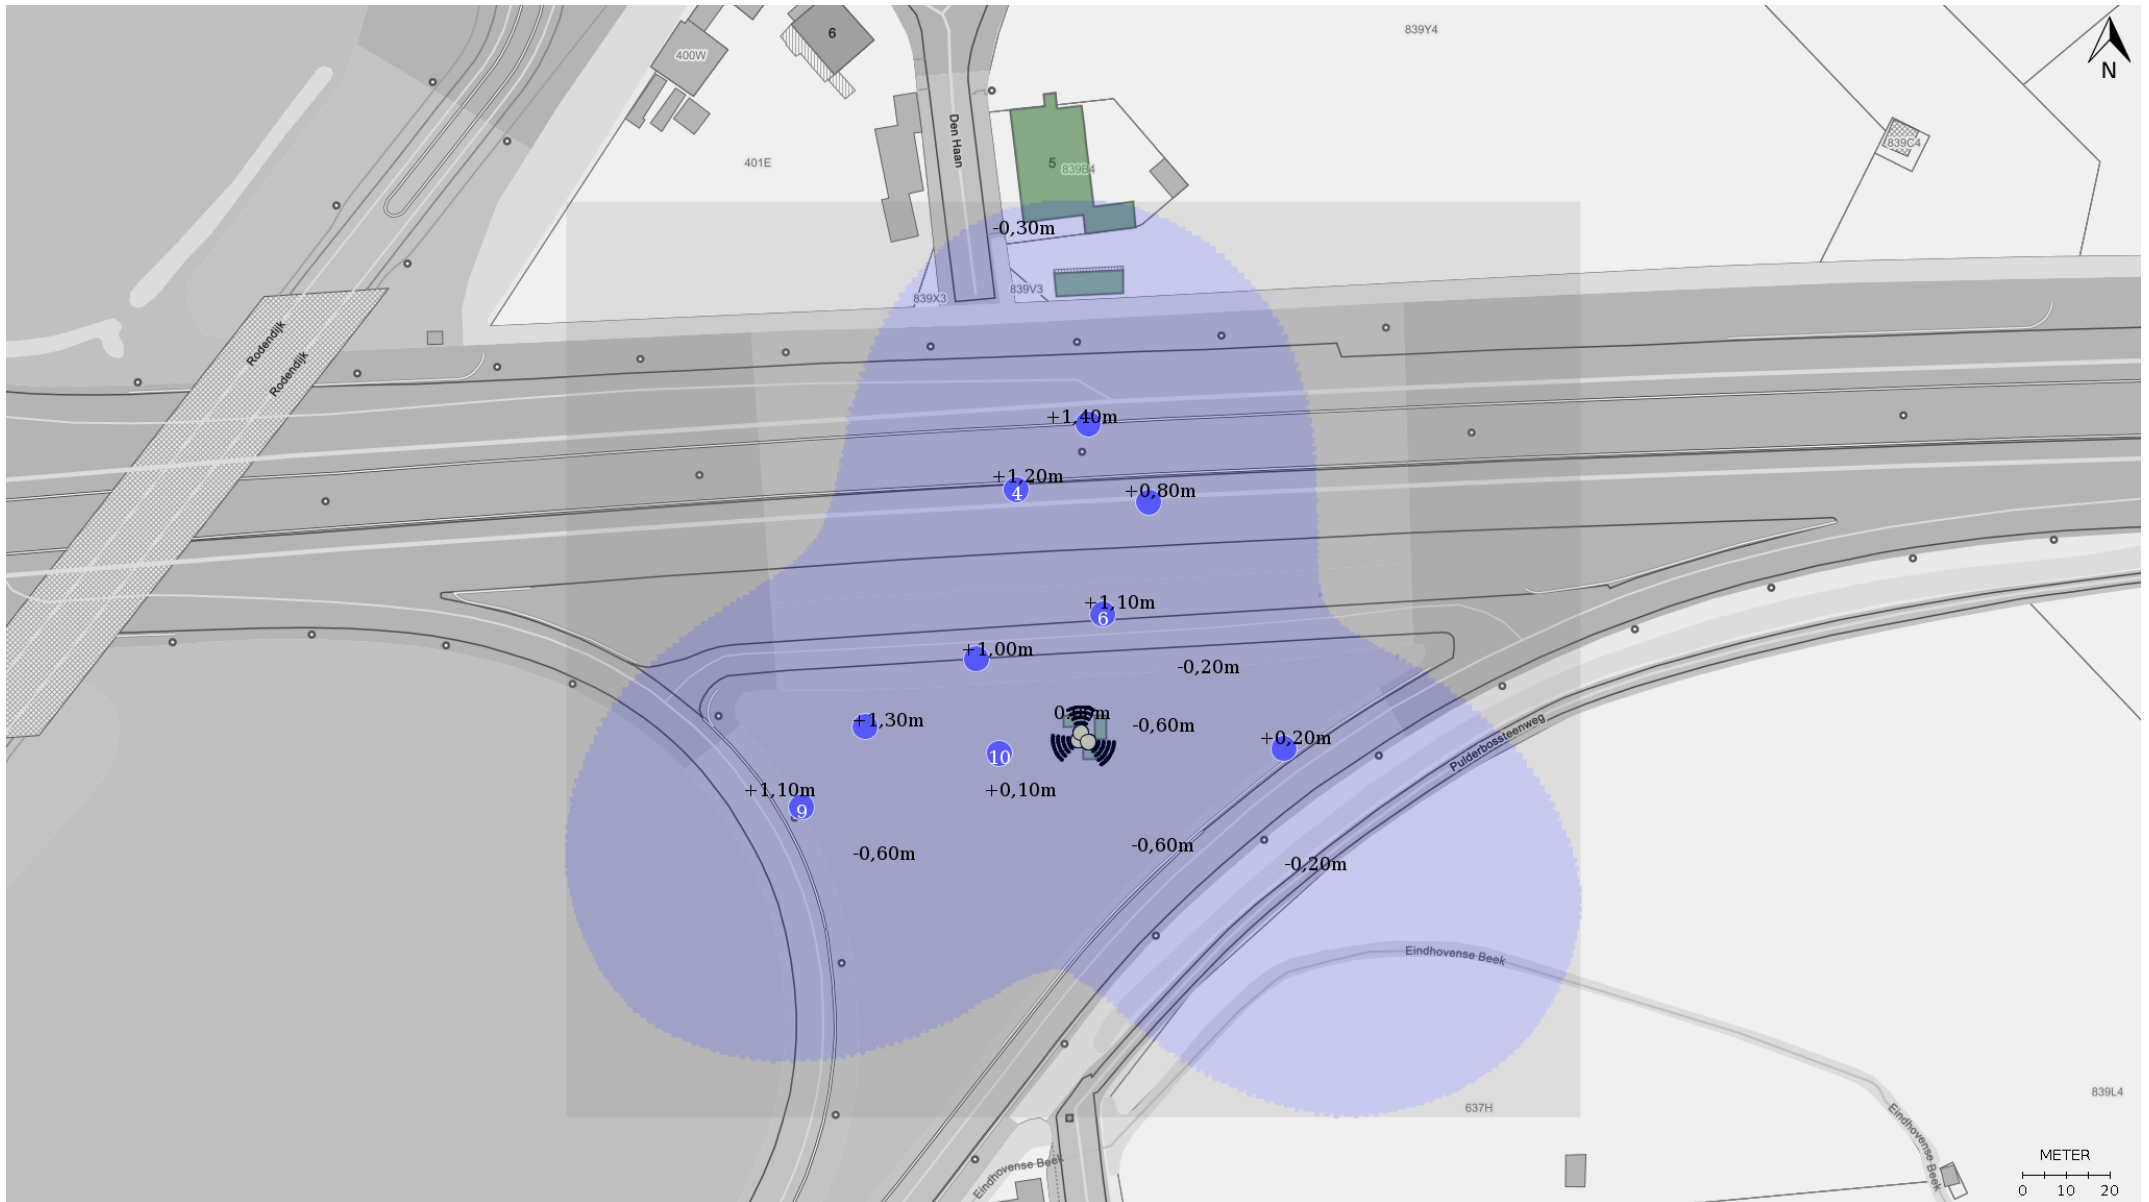 6
839Y4
400W
N
Den Haan
839C4
401E
5
839B4
-0,30m
839X3
839V3
Rodendijk
Rodendijk
+1,40m
+1,20m
4
+0,80m
+1,10m
6
+1,00m
-0,20m
+1,30m
-0,60m
+0,20m
Pulderbossteenweg
10
+1,10m
9
+0,10m
-0,60m
-0,60m
-0,20m
Eindhovense Beek
839L4
637H
Eindhovense Beek
Eindhovense Beek
METER
0 10 20